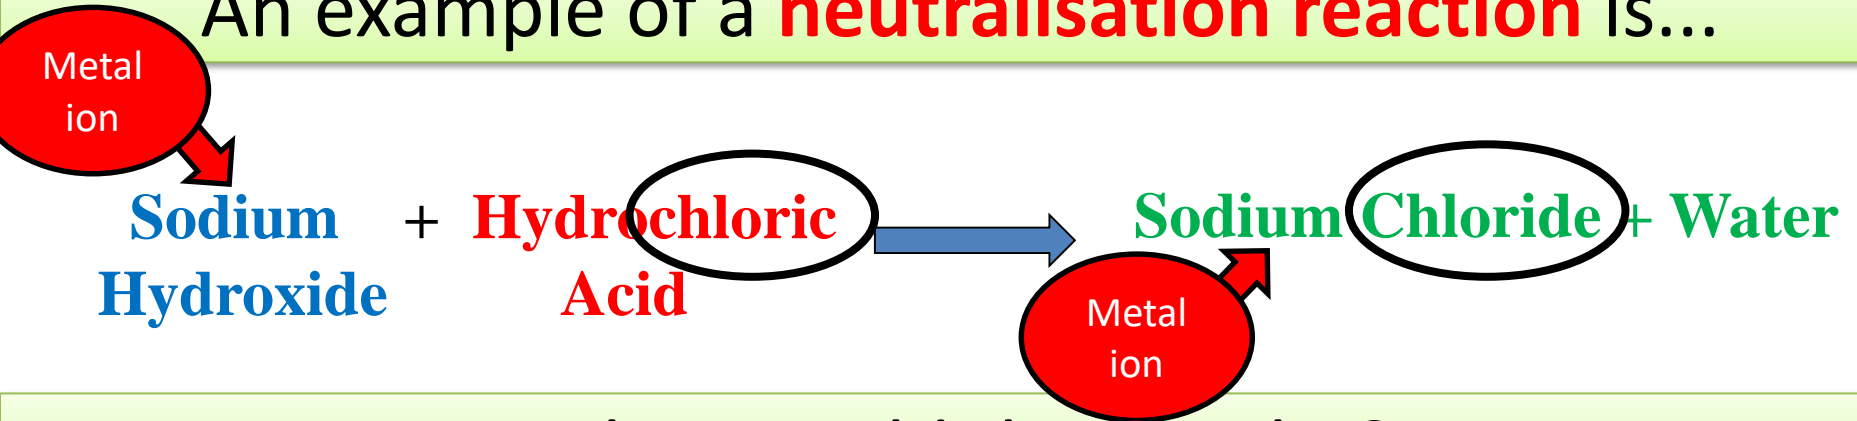 An example of a neutralisation reaction is...
Metal
ion
Sodium + Hydrochloric Sodium Chloride + Water
Hydroxide Acid
Metal
ion